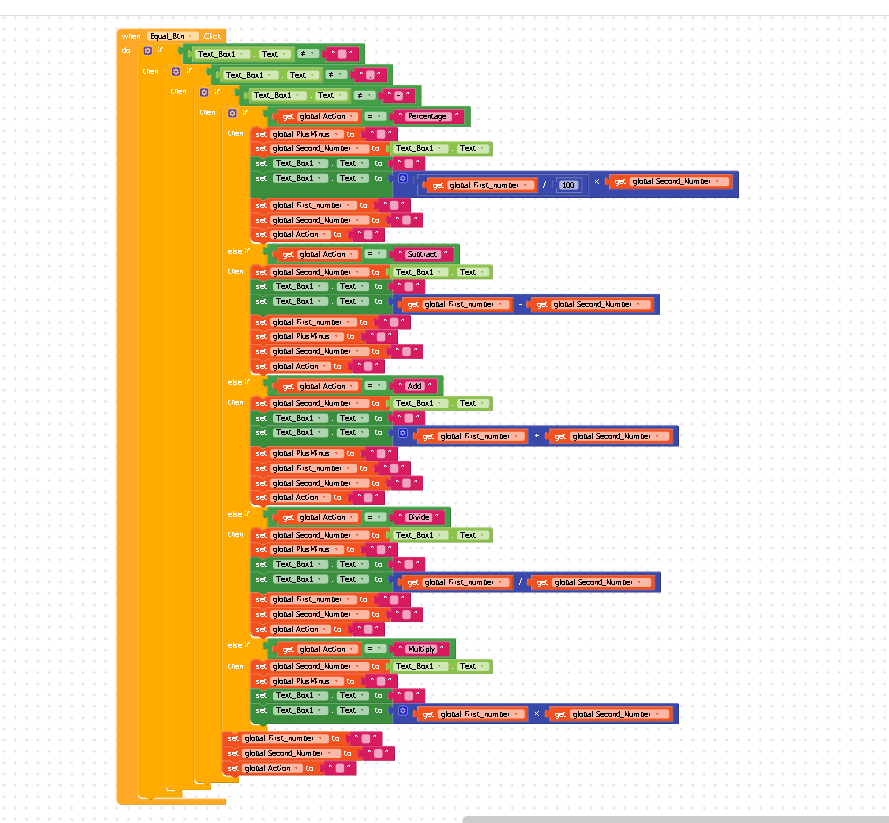 when Equal_Btn .Click
do if Text_Box1 . Text ≠ " "
then if Text_Box1 . Text ≠ " . "
then if Text_Box1 . Text ≠ " - "
then if get global Action = " Percentage "
then set global PlusMinus to " "
set global Second_Number to Text_Box1 . Text
set Text_Box1 . Text to " "
set Text_Box1 . Text to get global First_number / 100 × get global Second_Number
set global First_number to " "
set global Second_Number to " "
set global Action to " "
else if get global Action = " Subtract "
then set global Second_Number to Text_Box1 . Text
set Text_Box1 . Text to " "
set Text_Box1 . Text to get global First_number - get global Second_Number
set global First_number to " "
set global PlusMinus to " "
set global Second_Number to " "
set global Action to " "
else if get global Action = " Add "
then set global Second_Number to Text_Box1 . Text
set Text_Box1 . Text to " "
set Text_Box1 . Text to get global First_number + get global Second_Number
set global PlusMinus to " "
set global First_number to " "
set global Second_Number to " "
set global Action to " "
else if get global Action = " Divide "
then set global Second_Number to Text_Box1 . Text
set global PlusMinus to " "
set Text_Box1 . Text to " "
set Text_Box1 . Text to get global First_number / get global Second_Number
set global First_number to " "
set global Second_Number to " "
set global Action to " "
else if get global Action = " Multiply "
then set global Second_Number to Text_Box1 . Text
set global PlusMinus to " "
set Text_Box1 . Text to " "
set Text_Box1 . Text to get global First_number × get global Second_Number
set global First_number to " "
set global Second_Number to " "
set global Action to " "